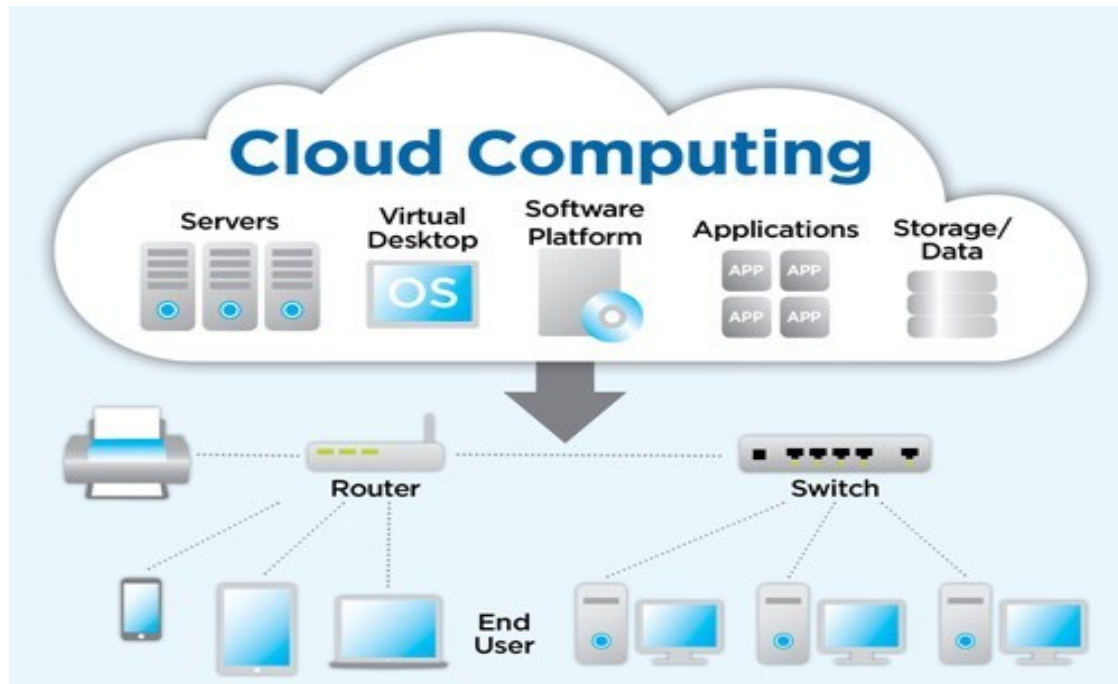 Cloud Computing
Servers
Virtual
Desktop
Software
Platform
Applications
Storage/
Data
OS
APP APP
APP APP
Router
Switch
End
User